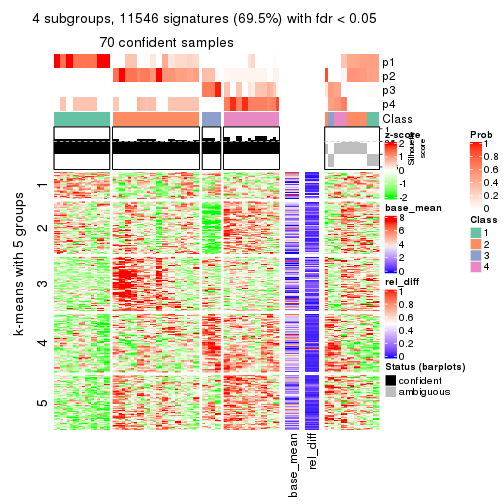 4 subgroups, 11546 signatures (69.5%) with fdr < 0.05
70 confident samples
p1
p2
p3
p4
Class
Silhouette score
1
k-means with 5 groups
1
2
3
4
5
base_mean
rel_diff
z-score
2
1
0
-1
-2
base_mean
8
6
4
2
0
rel_diff
1
0.8
0.6
0.4
0.2
0
Status (barplots)
confident
ambiguous
Prob
1
0.8
0.6
0.4
0.2
0
Class
1
2
3
4